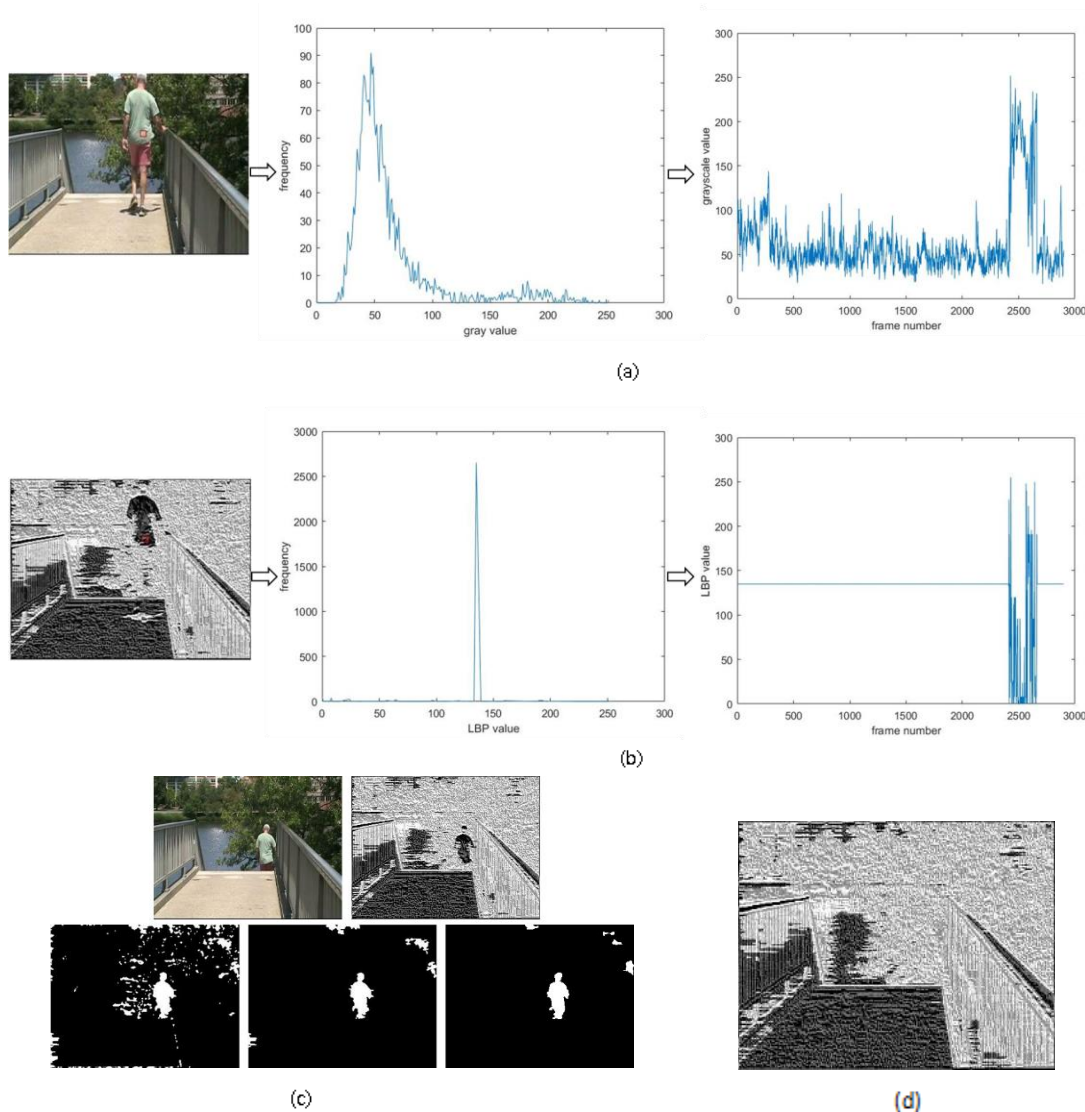 100
90
80
70
60
50
40
30
20
10
0
frequency
0 50 100 150 200 250 300
gray value
300
250
200
150
100
50
0
grayscale value
0 500 1000 1500 2000 2500 3000
frame number
(a)
3000
2500
2000
1500
1000
500
0
frequency
0 50 100 150 200 250 300
LBP value
300
250
200
150
100
50
0
LBP value
0 500 1000 1500 2000 2500 3000
frame number
(b)
(c)
(d)